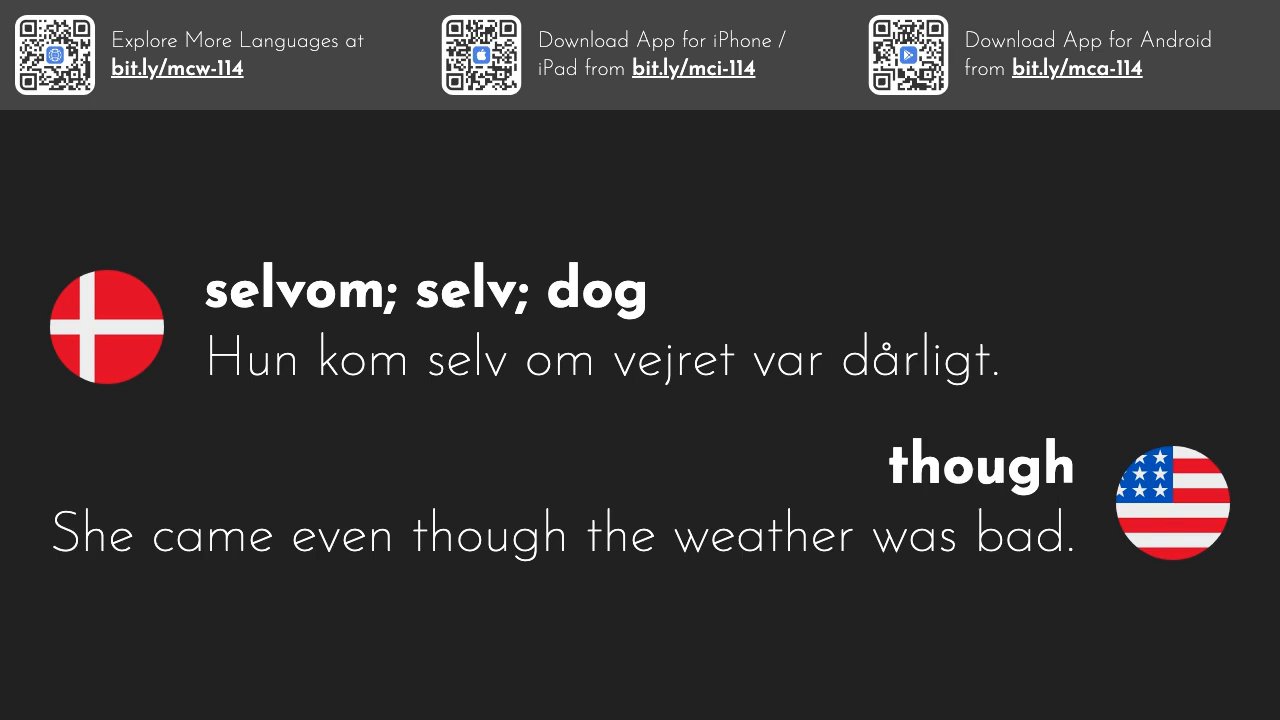 Explore More Languages at
bit.ly/mcw-114
Download App for iPhone /
iPad from bit.ly/mci-114
Download App for Android
from bit.ly/mca-114
selvom; selv; dog
Hun kom selv om vejret var dårligt.
though
She came even though the weather was bad.